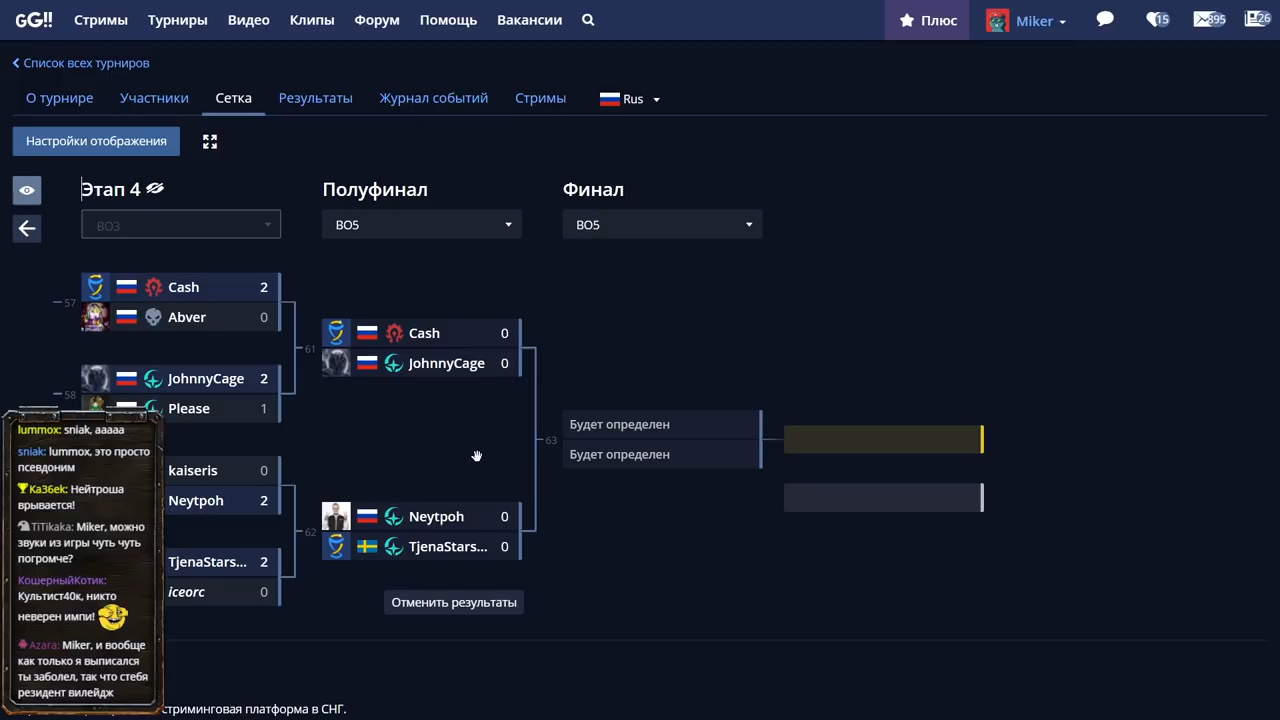 GG!! Стримы Турниры Видео Клипы Форум Помощь Вакансии Плюс Miker 15 895 26
Список всех турниров
О турнире Участники Сетка Результаты Журнал событий Стримы Rus
Настройки отображения
Этап 4 Полуфинал Финал
BO3 BO5 BO5
Cash 2
57
Abver 0
Cash 0
61
JohnnyCage 0
JohnnyCage 2
58
Please 1
Будет определен
63
Будет определен
kaiseris 0
Neytpoh 2
Neytpoh 0
62
TjenaStars... 0
TjenaStars... 2
iceorc 0
Отменить результаты
lummox: sniak, aaaaa
sniak: lummox, это просто
псевдоним
Ka36ek: Нейтроша
врывается!
TiTikaka: Miker, можно
звуки из игры чуть чуть
погромче?
КошерныйКотик:
Культист40к, никто
неверен импи!
Azara: Miker, и вообще
как только я выписался
ты заболел, так что стебя
резидент вилейдж
стриминговая платформа в СНГ.